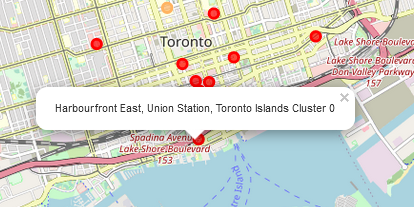 Toronto
Lake Shore Boulevard
Lake Shore Boulevard
Don Valley Parkway
157
Harbourfront East, Union Station, Toronto Islands Cluster 0
×
Spadina Avenue
Lake Shore Boulevard
153